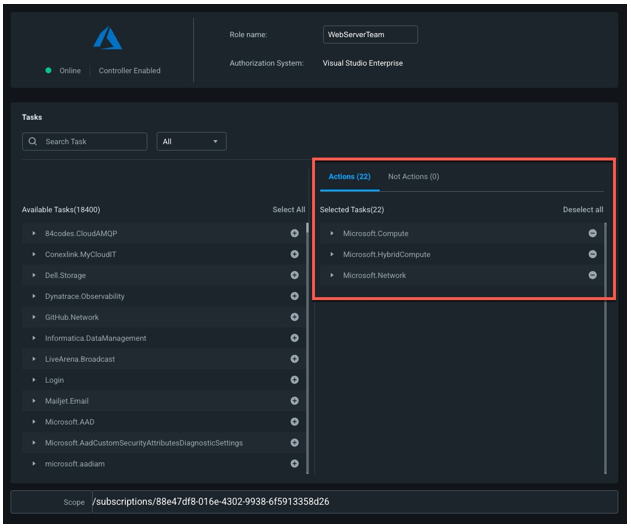 Role name: WebServerTeam
Online Controller Enabled
Authorization System: Visual Studio Enterprise
Tasks
Search Task All
Actions (22) Not Actions (0)
Available Tasks(18400) Select All
Selected Tasks(22) Deselect all
84codes.CloudAMQP
Conexlink.MyCloudIT
Dell.Storage
Dynatrace.Observability
GitHub.Network
Informatica.DataManagement
LiveArena.Broadcast
Login
Mailjet.Email
Microsoft.AAD
Microsoft.AadCustomSecurityAttributesDiagnosticSettings
microsoft.aadiam
Microsoft.Compute
Microsoft.HybridCompute
Microsoft.Network
Scope /subscriptions/88e47df8-016e-4302-9938-6f5913358d26